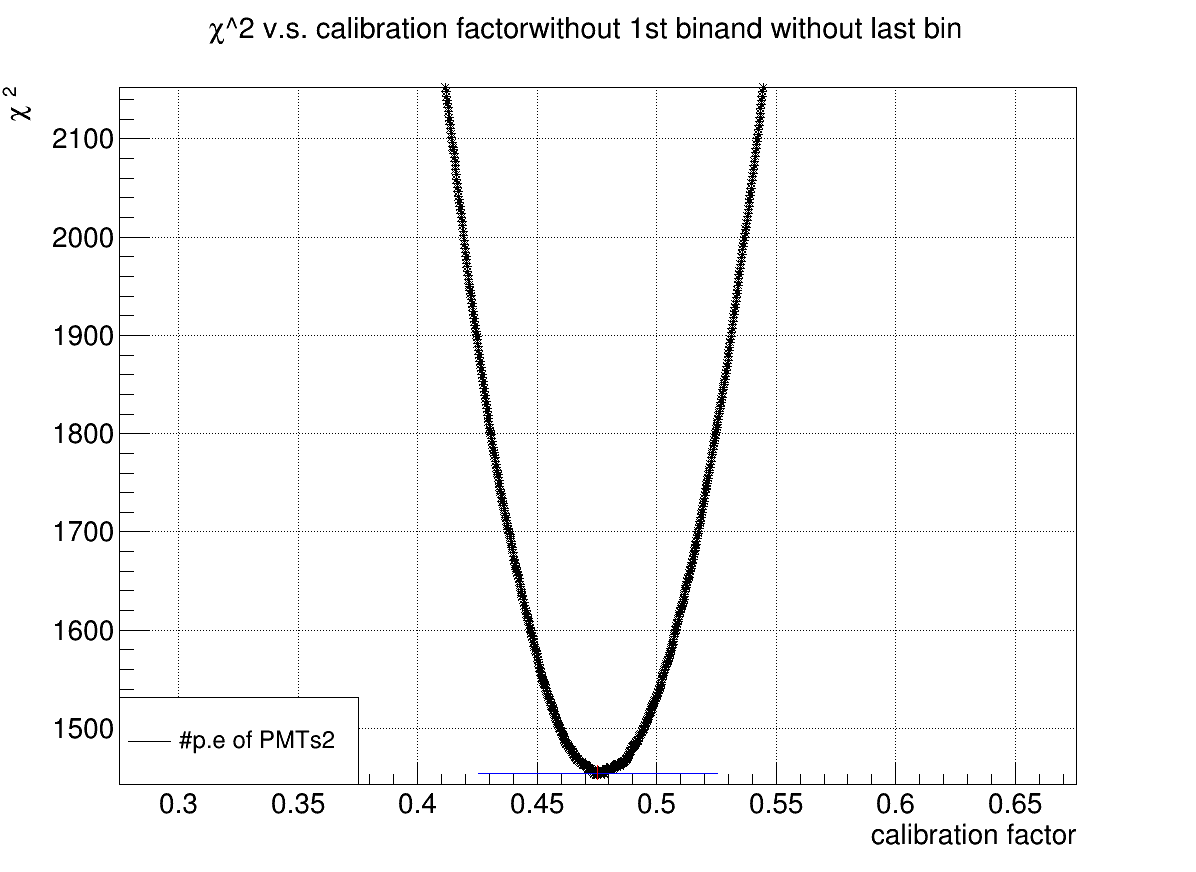 χ^2 v.s. calibration factorwithout 1st binand without last bin
χ 2
2100
2000
1900
1800
1700
1600
1500
#p.e of PMTs2
0.3 0.35 0.4 0.45 0.5 0.55 0.6 0.65
calibration factor